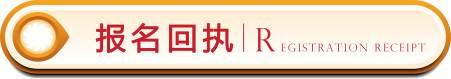 报名回执 | REGISTRATION RECEIPT